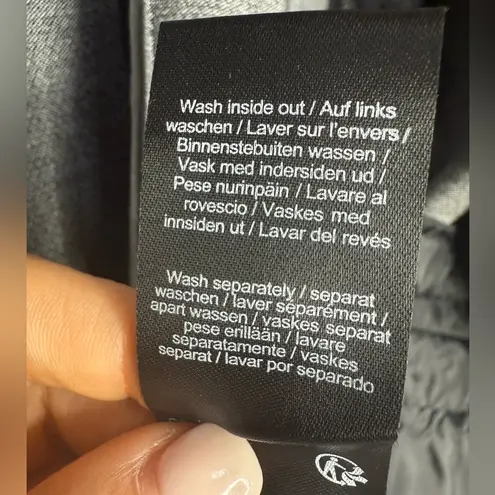 Wash inside out / Auf links
waschen / Laver sur l'envers /
Binnenstebuiten wassen /
Vask med indersiden ud /
Pese nurinpäin / Lavare al
rovescio / Vaskes med
innsiden ut / Lavar del revés
Wash separately / separat
waschen / laver séparément /
apart wassen / vaskes separat
pese erillään / lavare
separatamente / vaskes
separat / lavar por separado